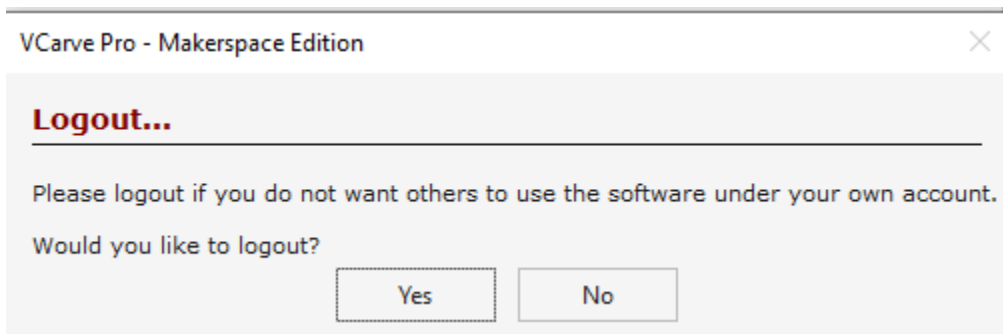 VCarve Pro - Makerspace Edition
Logout...
Please logout if you do not want others to use the software under your own account.
Would you like to logout?
Yes No